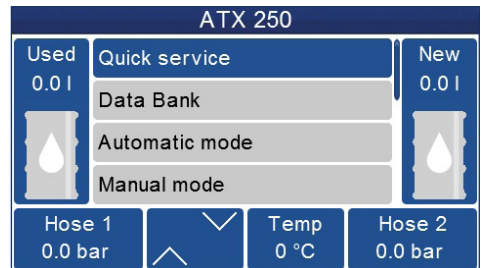 ATX 250
Used
0.0 l
Quick service
Data Bank
Automatic mode
Manual mode
New
0.0 l
Hose 1
0.0 bar
Temp
0 °C
Hose 2
0.0 bar